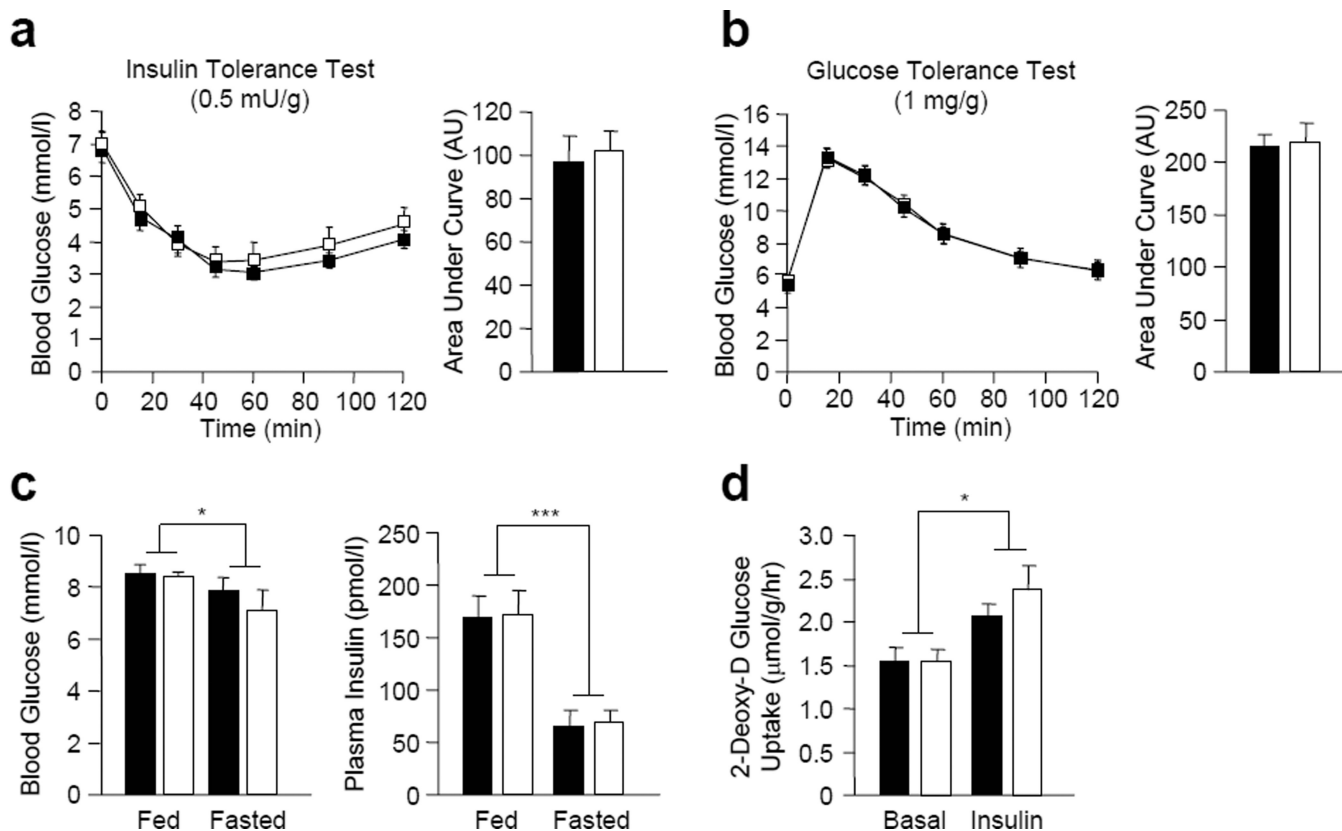 a
Insulin Tolerance Test
(0.5 mU/g)
Blood Glucose (mmol/l)
8
7
6
5
4
3
2
1
0
0 20 40 60 80 100 120
Time (min)
Area Under Curve (AU)
120
100
80
60
40
20
0
b
Glucose Tolerance Test
(1 mg/g)
Blood Glucose (mmol/l)
16
14
12
10
8
6
4
2
0
0 20 40 60 80 100 120
Time (min)
Area Under Curve (AU)
250
200
150
100
50
0
c
Blood Glucose (mmol/l)
10
8
6
4
2
0
*
Fed Fasted
Plasma Insulin (pmol/l)
250
200
150
100
50
0
***
Fed Fasted
d
2-Deoxy-D Glucose
Uptake (μmol/g/hr)
3.0
2.5
2.0
1.5
1.0
0.5
0
*
Basal Insulin